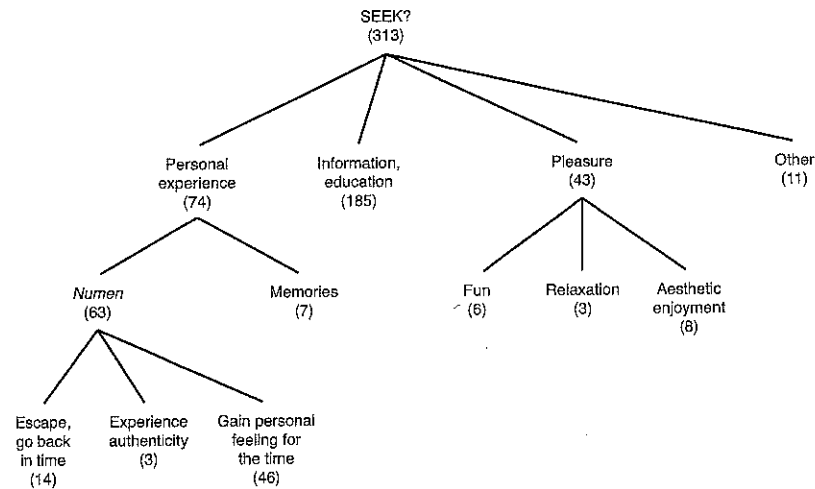 SEEK?
(313)
Personal
experience
(74)
Information,
education
(185)
Pleasure
(43)
Other
(11)
Numen
(63)
Memories
(7)
Fun
(6)
Relaxation
(3)
Aesthetic
enjoyment
(8)
Escape,
go back
in time
(14)
Experience
authenticity
(3)
Gain personal
feeling for
the time
(46)